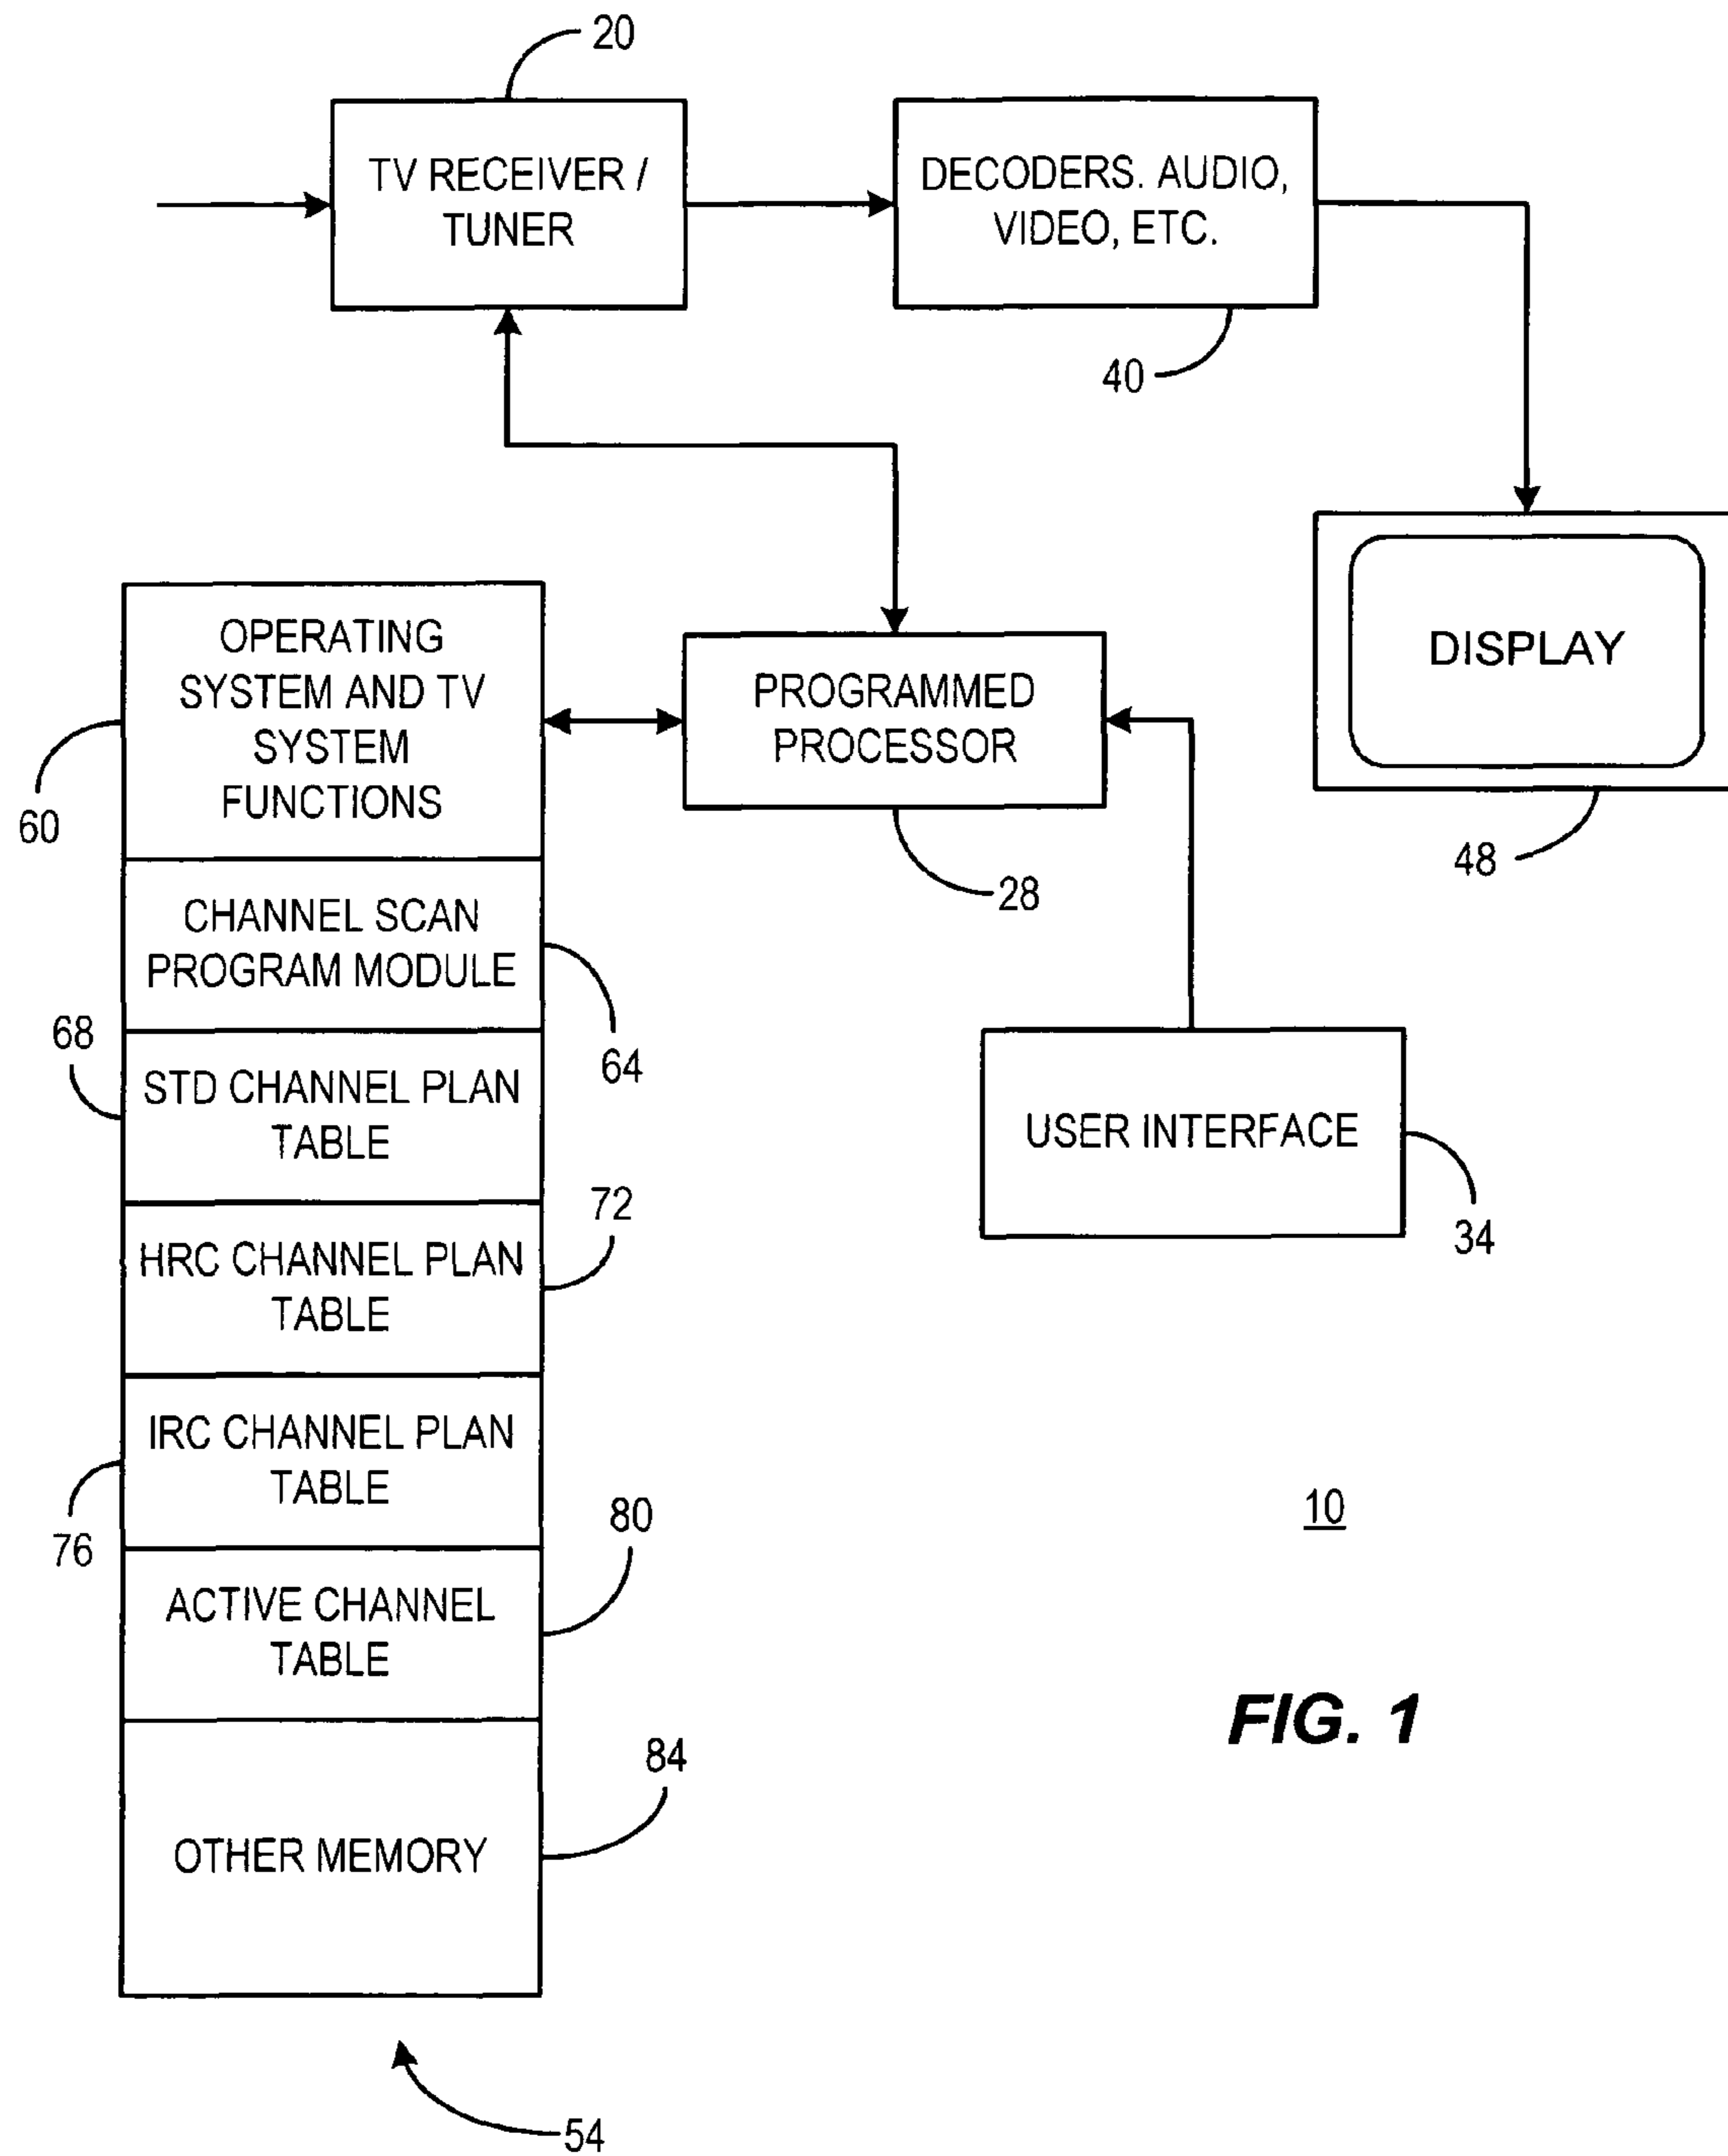 20
TV RECEIVER /
TUNER
DECODERS. AUDIO,
VIDEO, ETC.
40
OPERATING
SYSTEM AND TV
SYSTEM
FUNCTIONS
60
PROGRAMMED
PROCESSOR
28
DISPLAY
48
CHANNEL SCAN
PROGRAM MODULE
64
68
STD CHANNEL PLAN
TABLE
USER INTERFACE
34
72
HRC CHANNEL PLAN
TABLE
IRC CHANNEL PLAN
TABLE
76
80
ACTIVE CHANNEL
TABLE
10
84
OTHER MEMORY
FIG. 1
54